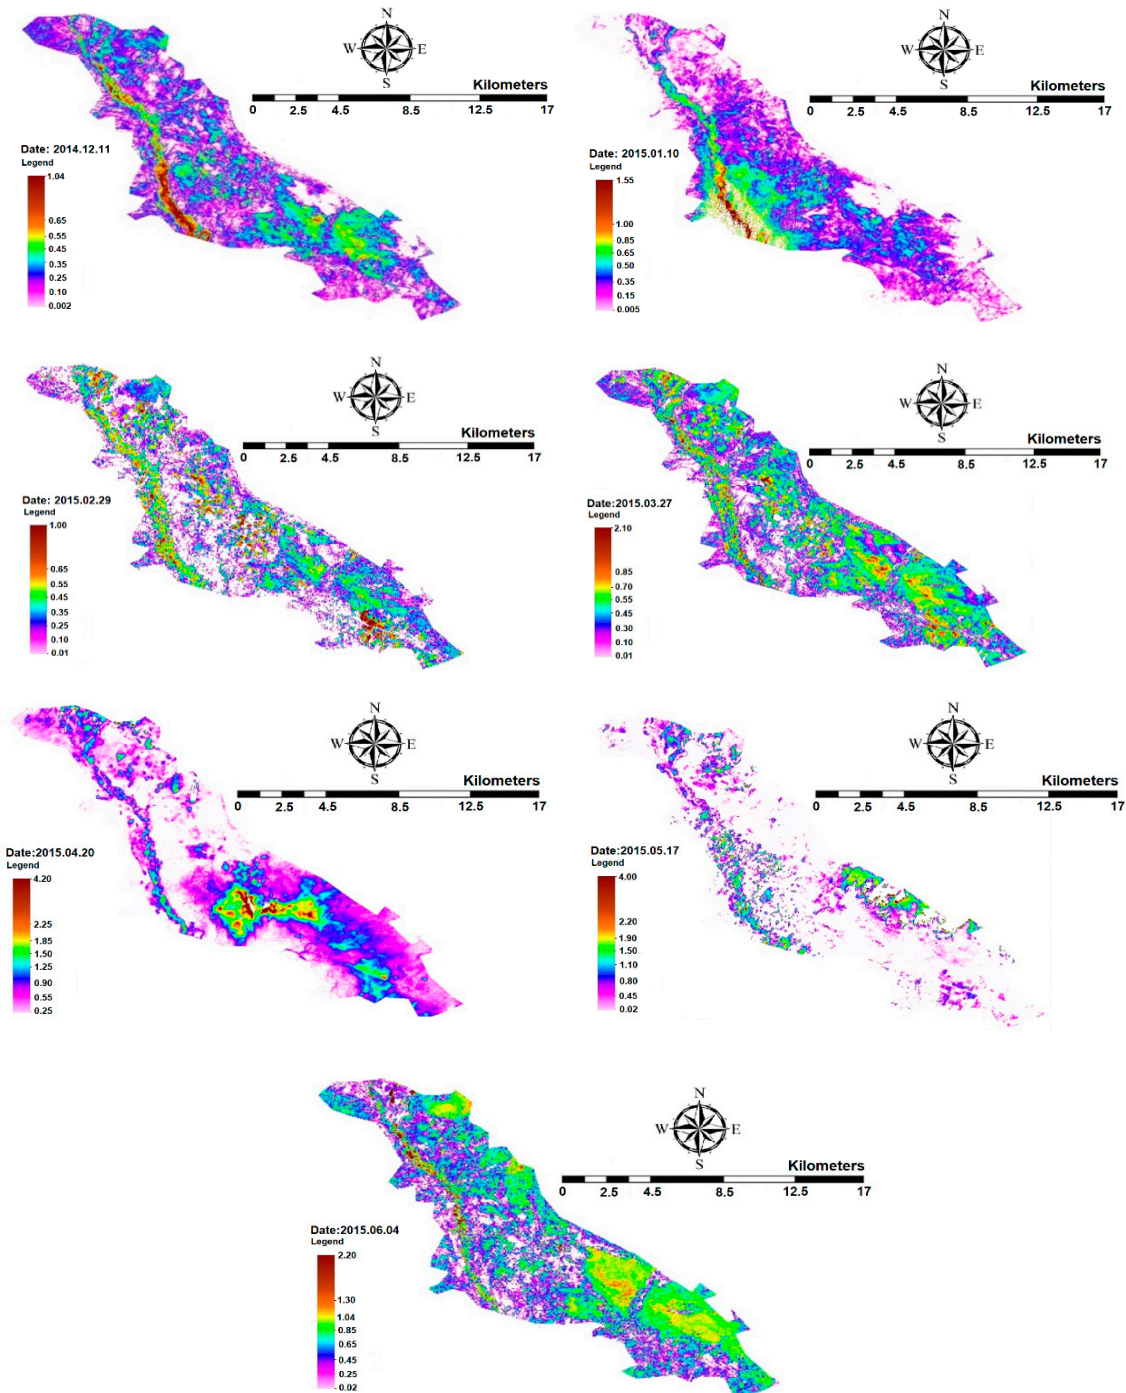 N
W E
S
Kilometers
0 2.5 4.5 8.5 12.5 17
Date: 2014.12.11
Legend
1.04
0.65
0.55
0.45
0.35
0.25
0.10
0.002
N
W E
S
Kilometers
0 2.5 4.5 8.5 12.5 17
Date: 2015.01.10
Legend
1.55
1.00
0.85
0.65
0.50
0.35
0.15
0.005
N
W E
S
Kilometers
0 2.5 4.5 8.5 12.5 17
Date: 2015.02.29
Legend
1.00
0.65
0.55
0.45
0.35
0.25
0.10
0.01
N
W E
S
Kilometers
0 2.5 4.5 8.5 12.5 17
Date:2015.03.27
Legend
2.10
0.85
0.70
0.55
0.45
0.30
0.10
0.01
N
W E
S
Kilometers
0 2.5 4.5 8.5 12.5 17
Date:2015.04.20
Legend
4.20
2.25
1.85
1.50
1.25
0.90
0.55
0.25
N
W E
S
Kilometers
0 2.5 4.5 8.5 12.5 17
Date:2015.05.17
Legend
4.00
2.20
1.90
1.50
1.10
0.80
0.45
0.02
N
W E
S
Kilometers
0 2.5 4.5 8.5 12.5 17
Date:2015.06.04
Legend
2.20
1.30
1.04
0.85
0.65
0.45
0.25
0.02